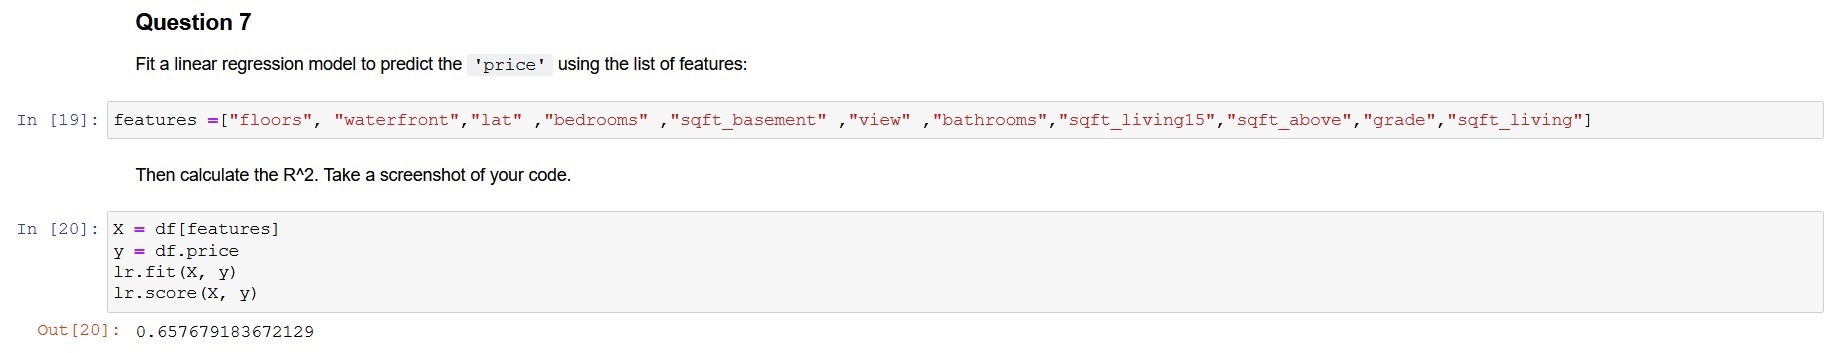 Question 7
Fit a linear regression model to predict the 'price' using the list of features:
In [19]: features =["floors", "waterfront","lat" ,"bedrooms" ,"sqft_basement" ,"view" ,"bathrooms","sqft_living15","sqft_above","grade","sqft_living"]
Then calculate the R^2. Take a screenshot of your code.
In [20]: X = df[features]
y = df.price
lr.fit(X, y)
lr.score(X, y)
Out[20]: 0.657679183672129